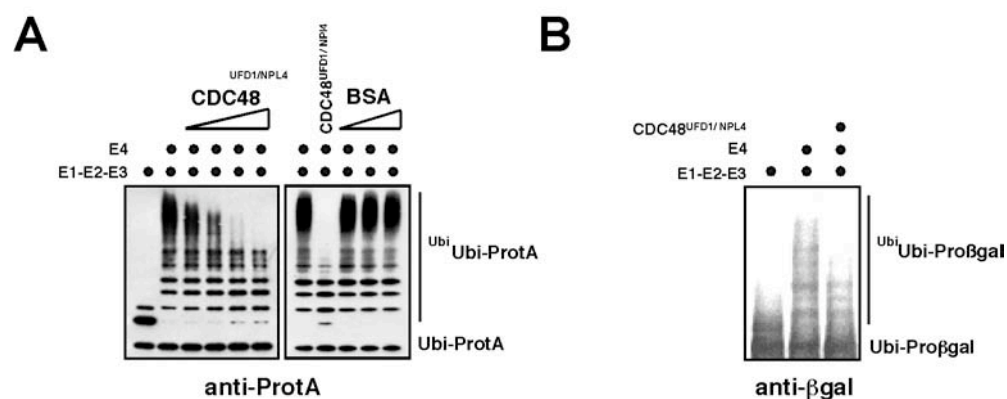 A
UFD1/NPL4
CDC48
CDC48UFD1/NPl4
BSA
E4
E1-E2-E3
UbiUbi-ProtA
Ubi-ProtA
anti-ProtA
B
CDC48UFD1/NPL4
E4
E1-E2-E3
UbiUbi-Proβgal
Ubi-Proβgal
anti-βgal